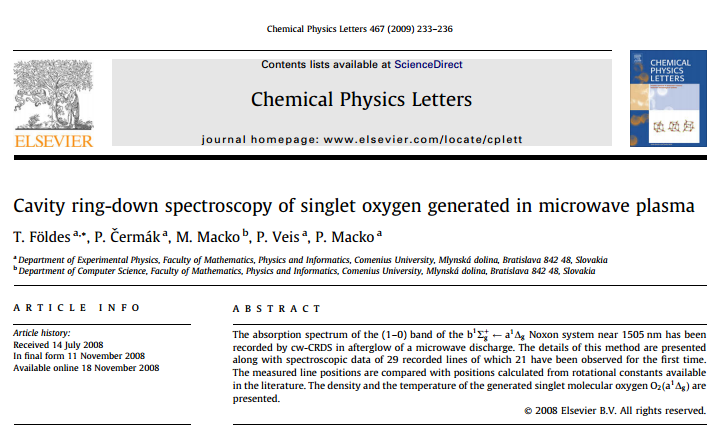 Chemical Physics Letters 467 (2009) 233–236
Contents lists available at ScienceDirect
Chemical Physics Letters
journal homepage: www.elsevier.com/locate/cplett
ELSEVIER
CHEMICAL
PHYSICS
LETTERS
Cavity ring-down spectroscopy of singlet oxygen generated in microwave plasma
T. Földes a,*, P. Čermák a, M. Macko b, P. Veis a, P. Macko a
a Department of Experimental Physics, Faculty of Mathematics, Physics and Informatics, Comenius University, Mlynská dolina, Bratislava 842 48, Slovakia
b Department of Computer Science, Faculty of Mathematics, Physics and Informatics, Comenius University, Mlynská dolina, Bratislava 842 48, Slovakia
ARTICLE INFO
Article history:
Received 14 July 2008
In final form 11 November 2008
Available online 18 November 2008
ABSTRACT
The absorption spectrum of the (1–0) band of the b¹Σg⁺ ← a¹Δg Noxon system near 1505 nm has been
recorded by cw-CRDS in afterglow of a microwave discharge. The details of this method are presented
along with spectroscopic data of 29 recorded lines of which 21 have been observed for the first time.
The measured line positions are compared with positions calculated from rotational constants available
in the literature. The density and the temperature of the generated singlet molecular oxygen O₂(a¹Δg) are
presented.
© 2008 Elsevier B.V. All rights reserved.